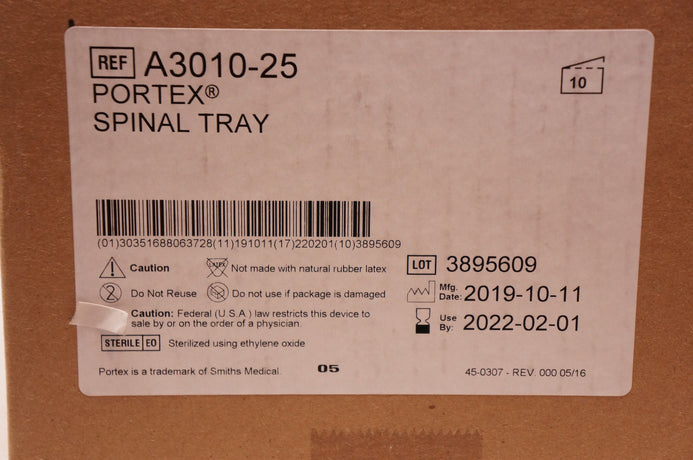 REF A3010-25
PORTEX®
SPINAL TRAY
10
(01)30351688063728(11)191011(17)220201(10)3895609
Caution
LATEX Not made with natural rubber latex
LOT 3895609
Do Not Reuse
Do not use if package is damaged
Mfg. Date: 2019-10-11
Caution: Federal (U.S.A.) law restricts this device to
sale by or on the order of a physician.
Use By: 2022-02-01
STERILE EO Sterilized using ethylene oxide
Portex is a trademark of Smiths Medical.
05
45-0307 - REV. 000 05/16